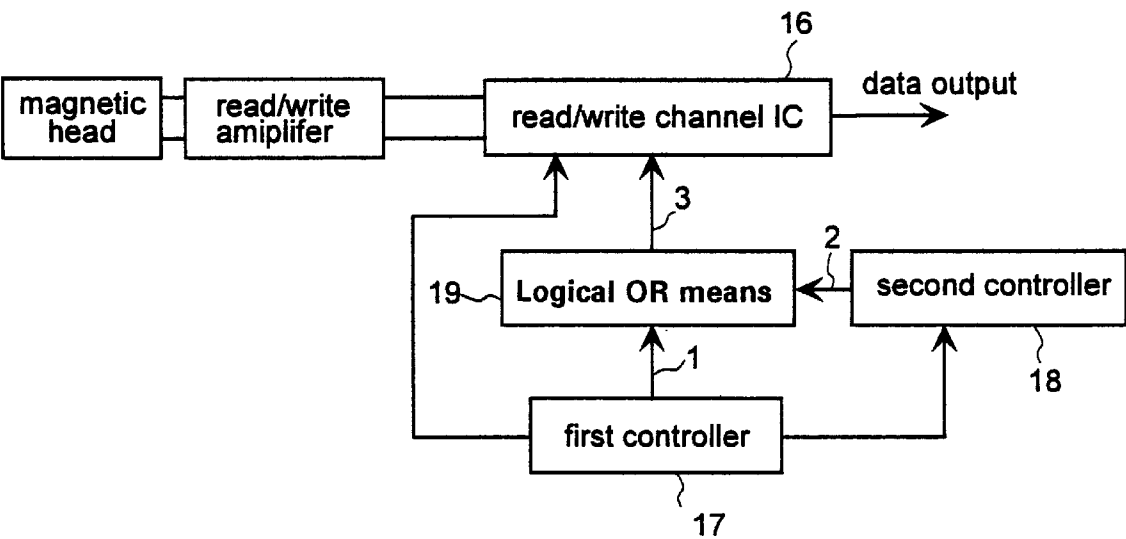 16
magnetic
head
read/write
amiplifer
read/write channel IC
data output
3
2
19
Logical OR means
second controller
1
18
first controller
17